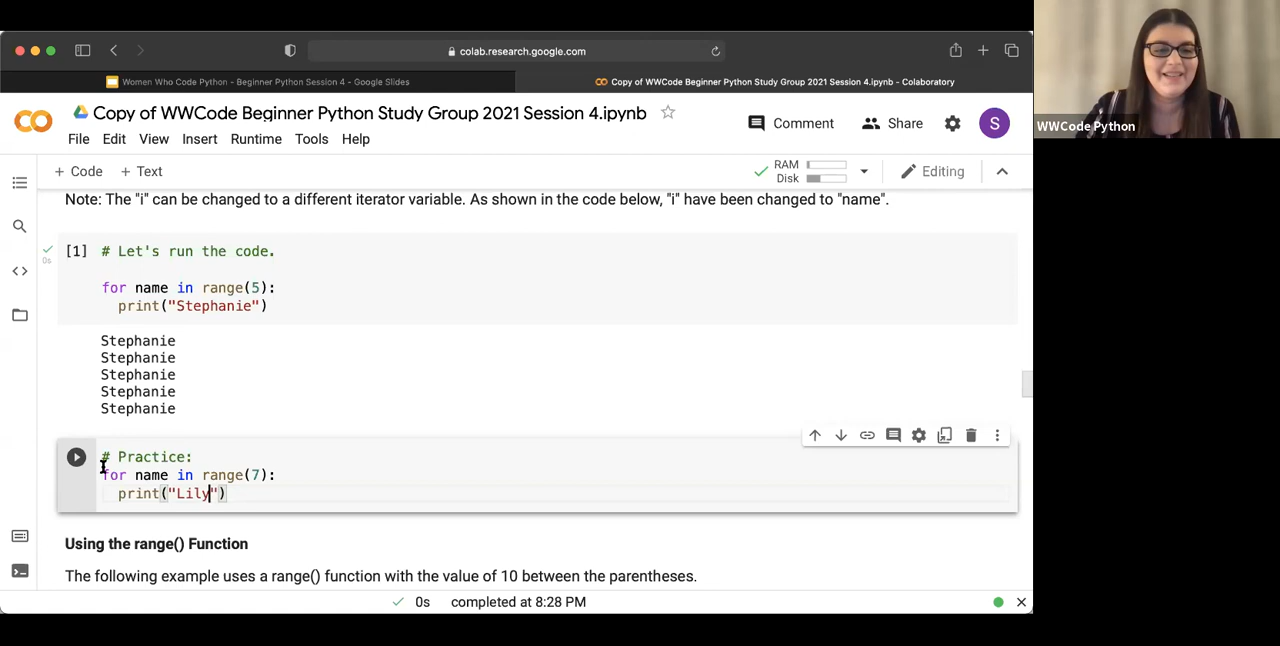 colab.research.google.com
Women Who Code Python - Beginner Python Session 4 - Google Slides
Copy of WWCode Beginner Python Study Group 2021 Session 4.ipynb - Colaboratory
Copy of WWCode Beginner Python Study Group 2021 Session 4.ipynb
Comment
Share
S
File Edit View Insert Runtime Tools Help
+ Code + Text
RAM
Disk
Editing
Note: The "i" can be changed to a different iterator variable. As shown in the code below, "i" have been changed to "name".
[1] # Let's run the code.
0s
for name in range(5):
print("Stephanie")
Stephanie
Stephanie
Stephanie
Stephanie
Stephanie
# Practice:
for name in range(7):
print("Lily")
Using the range() Function
The following example uses a range() function with the value of 10 between the parentheses.
0s completed at 8:28 PM
WWCode Python